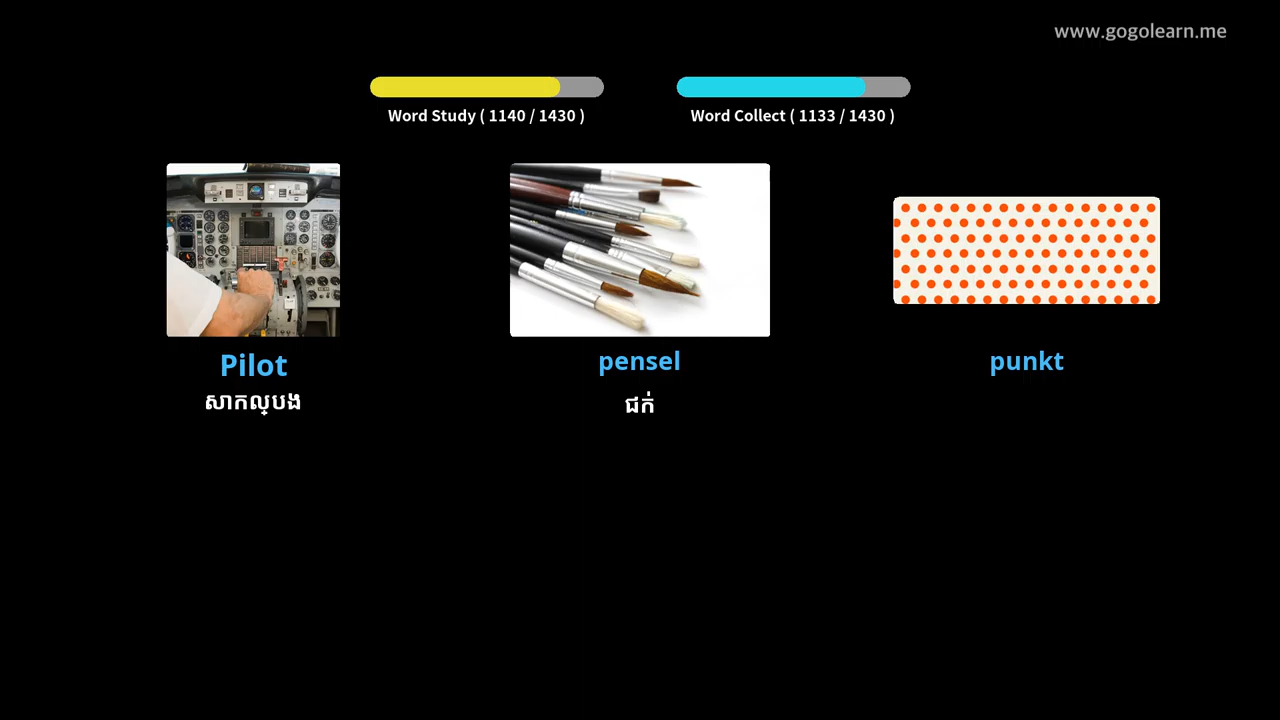 www.gogolearn.me
Word Study ( 1140 / 1430 )
Word Collect ( 1133 / 1430 )
Pilot
សាកល្បង
pensel
ជក់
punkt